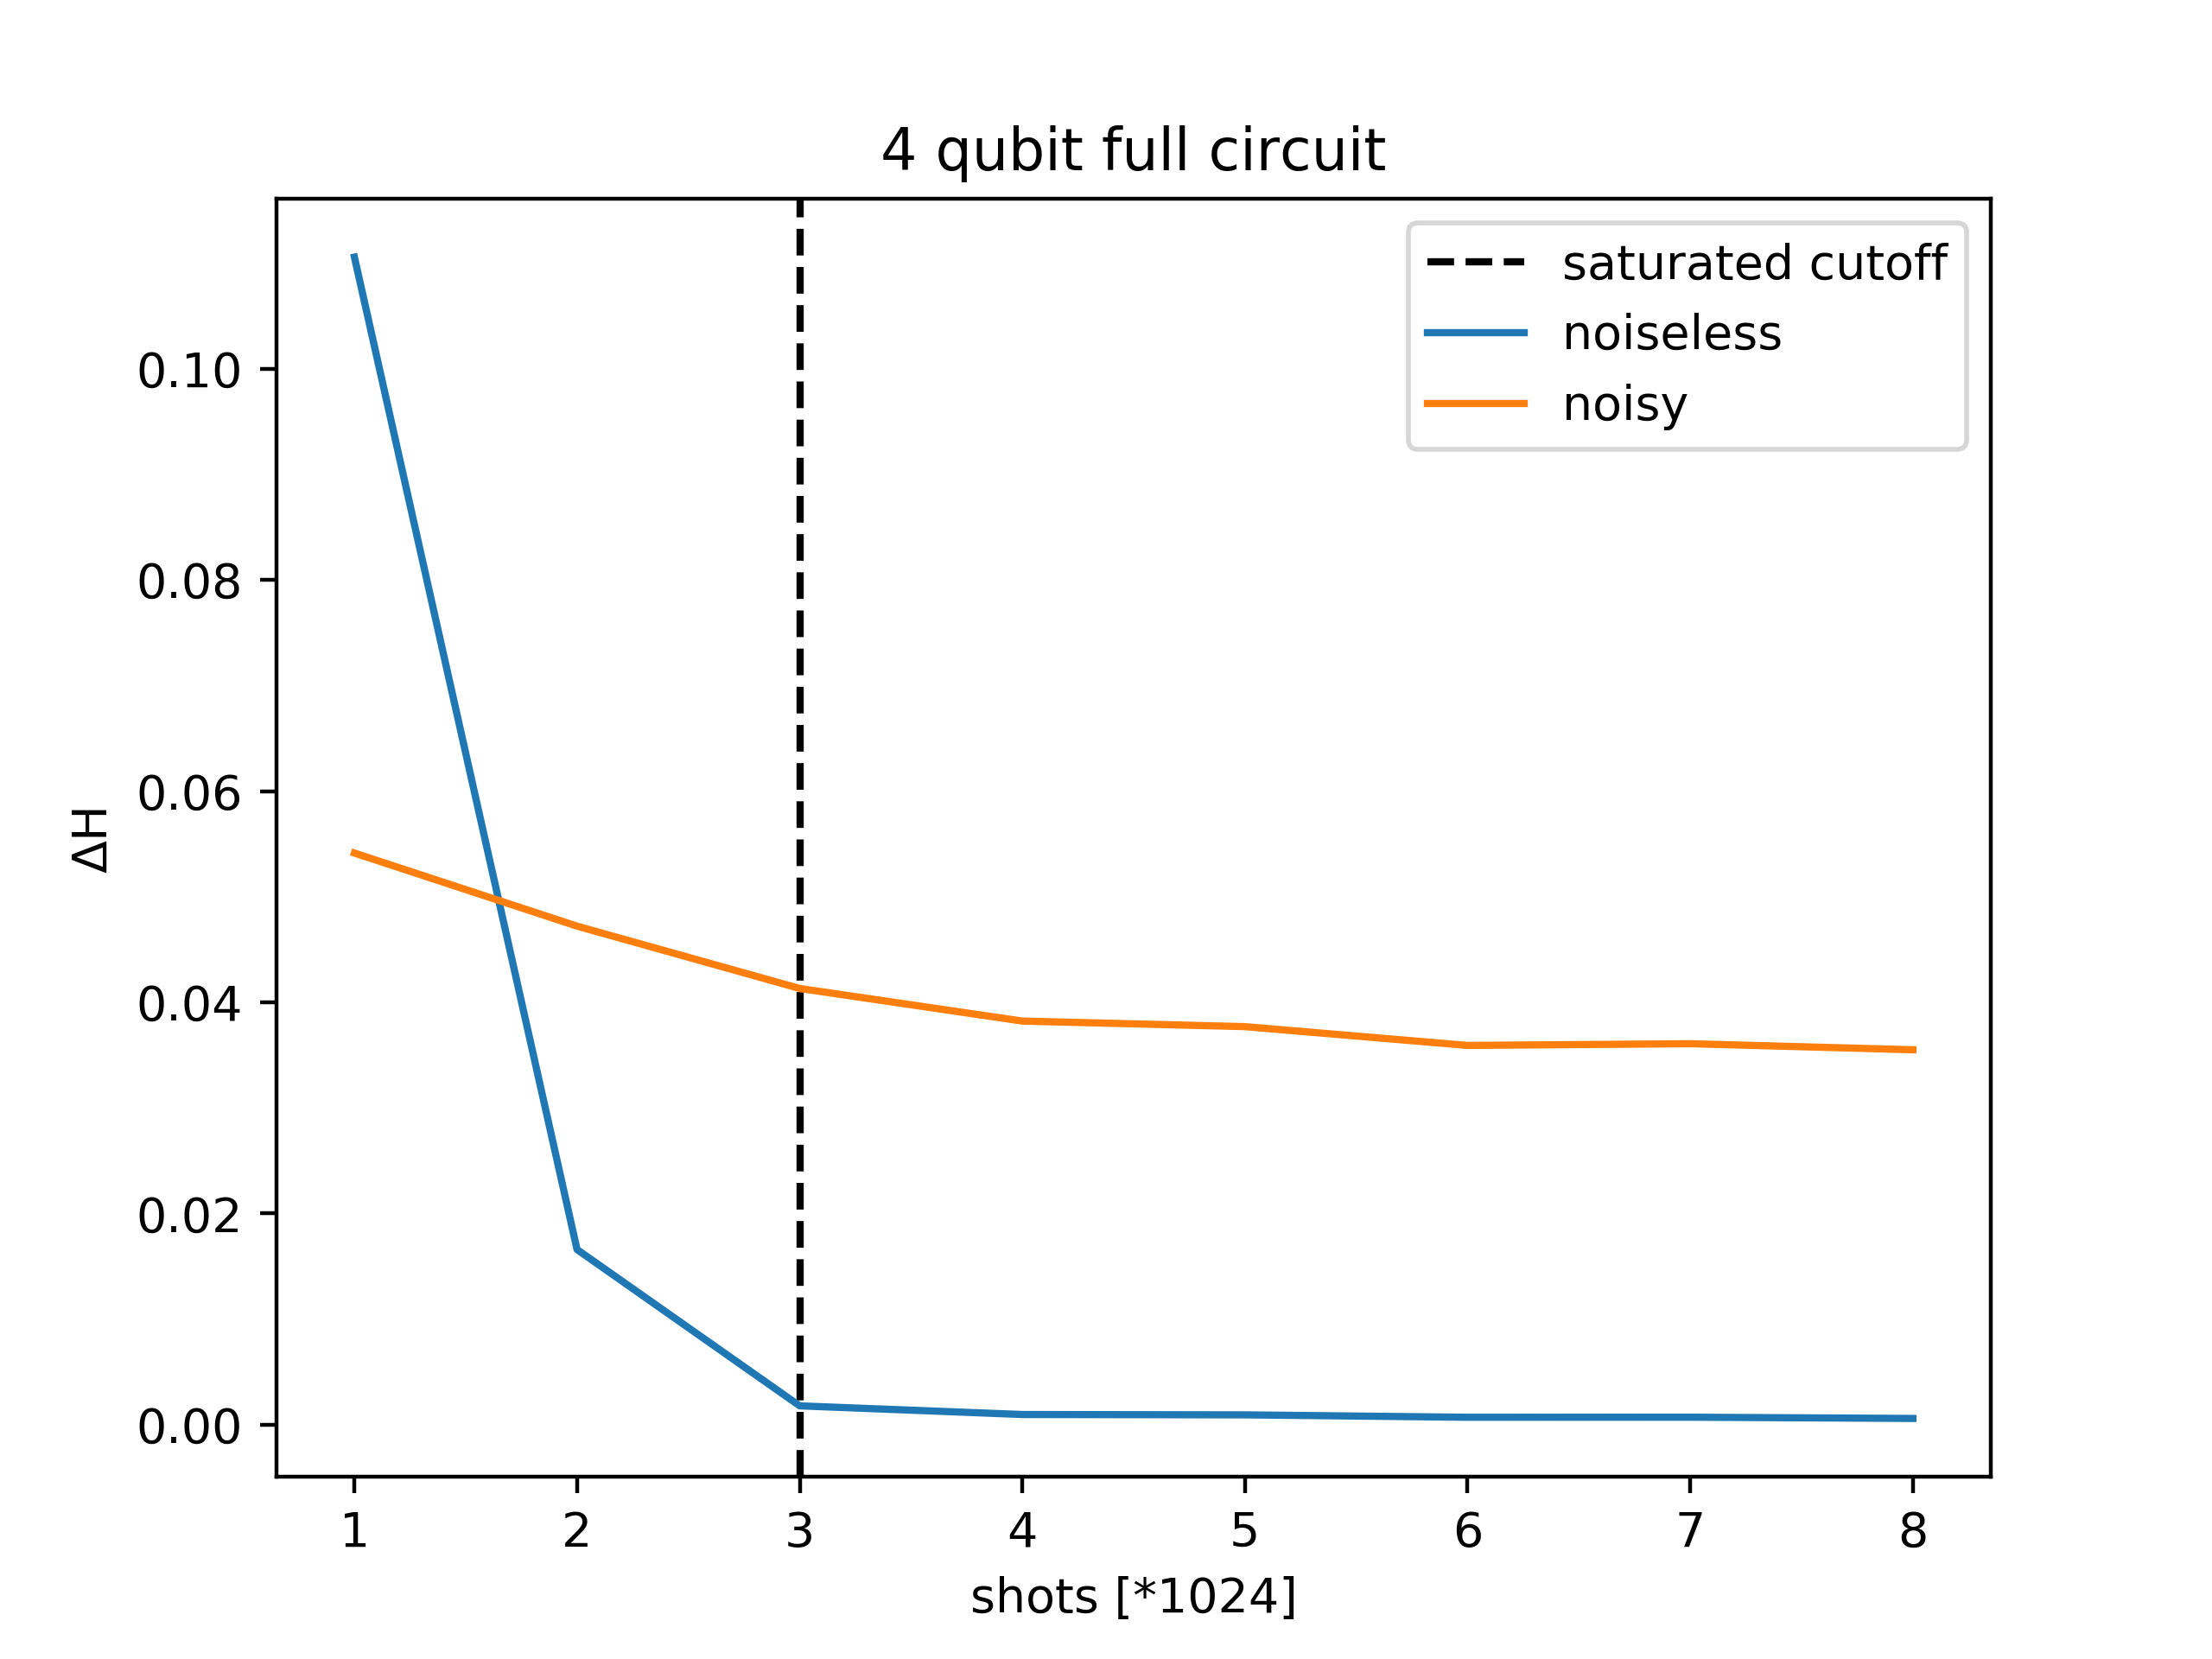 4 qubit full circuit
saturated cutoff
noiseless
noisy
0.10
0.08
0.06
0.04
0.02
0.00
ΔH
1 2 3 4 5 6 7 8
shots [*1024]